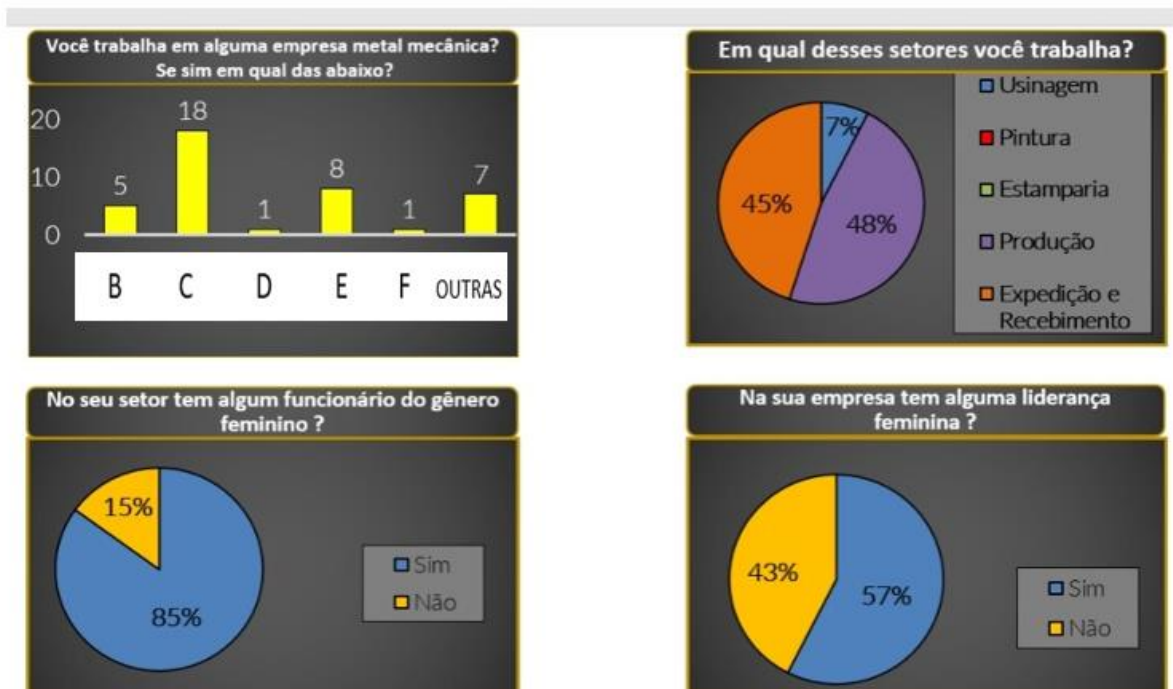 Você trabalha em alguma empresa metal mecânica?
Se sim em qual das abaixo?
20
10
0
5
18
1
8
1
7
B C D E F OUTRAS
Em qual desses setores você trabalha?
7%
48%
45%
Usinagem
Pintura
Estamparia
Produção
Expedição e
Recebimento
No seu setor tem algum funcionário do gênero
feminino ?
15%
85%
Sim
Não
Na sua empresa tem alguma liderança
feminina ?
43%
57%
Sim
Não